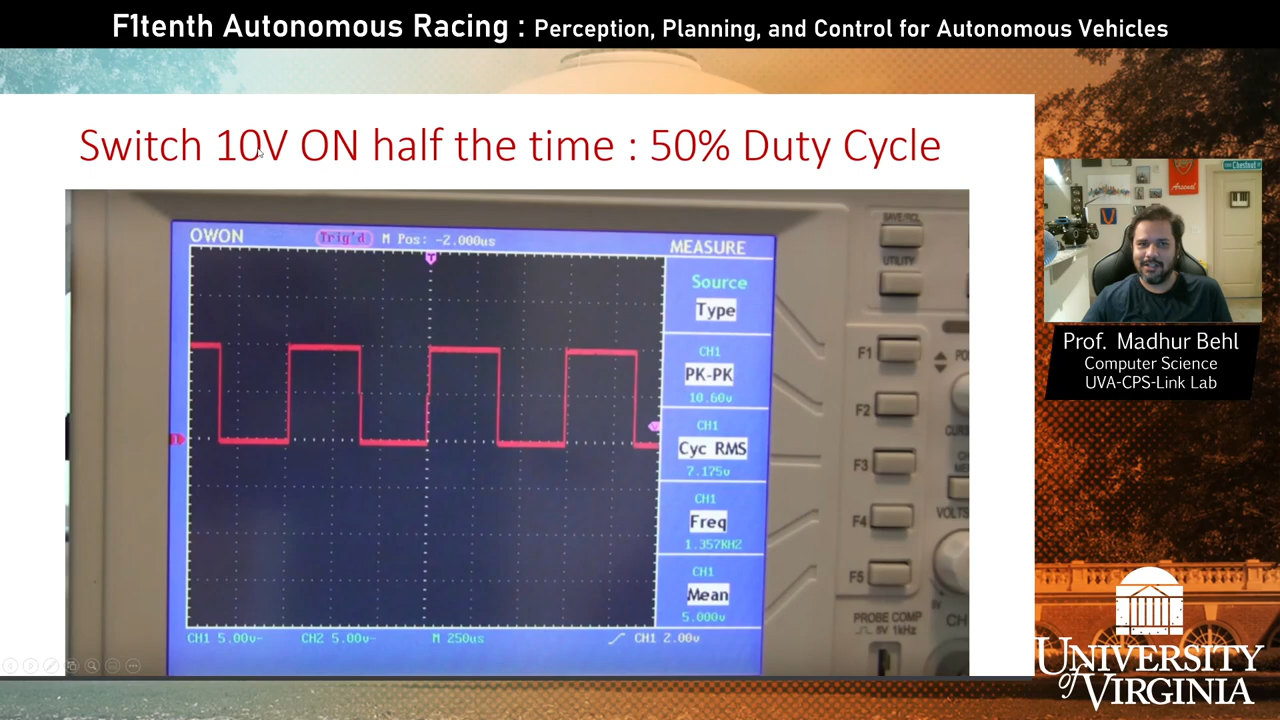 F1tenth Autonomous Racing : Perception, Planning, and Control for Autonomous Vehicles
Switch 10V ON half the time : 50% Duty Cycle
OWON
Trig'd
M Pos: -2.000us
MEASURE
Source
Type
CH1
PK-PK
10.60v
CH1
Cyc RMS
7.175v
CH1
Freq
1.357KHz
CH1
Mean
5.000v
T
1
CH1 5.00v-
CH2 5.00v-
M 250us
CH1 2.00v
SAVE/RCL
UTILITY
F1
F2
F3
F4
F5
PROBE COMP
5V 1kHz
VOLTS
CH
Arsenal
Chestnut
Prof. Madhur Behl
Computer Science
UVA-CPS-Link Lab
UNIVERSITY
of VIRGINIA